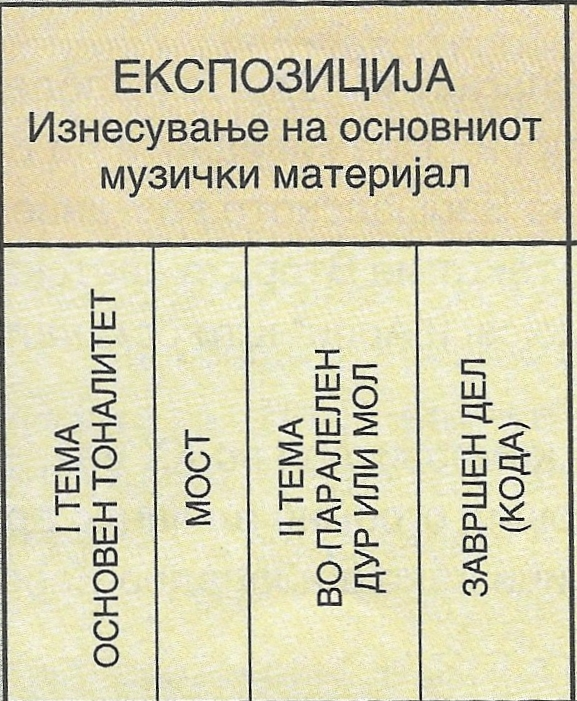 ЕКСПОЗИЦИЈА
Изнесување на основниот
музички материјал
I ТЕМА
ОСНОВЕН ТОНАЛИТЕТ
МОСТ
II ТЕМА
ВО ПАРАЛЕЛЕН
ДУР ИЛИ МОЛ
ЗАВРШЕН ДЕЛ
(КОДА)